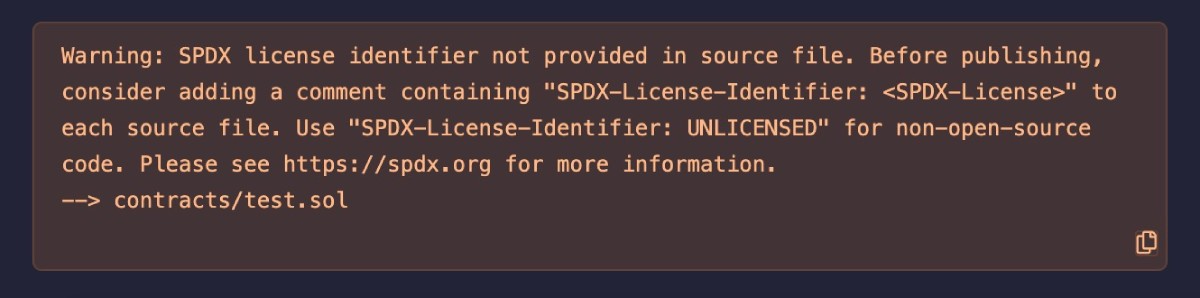 Warning: SPDX license identifier not provided in source file. Before publishing,
consider adding a comment containing "SPDX-License-Identifier: <SPDX-License>" to
each source file. Use "SPDX-License-Identifier: UNLICENSED" for non-open-source
code. Please see https://spdx.org for more information.
--> contracts/test.sol